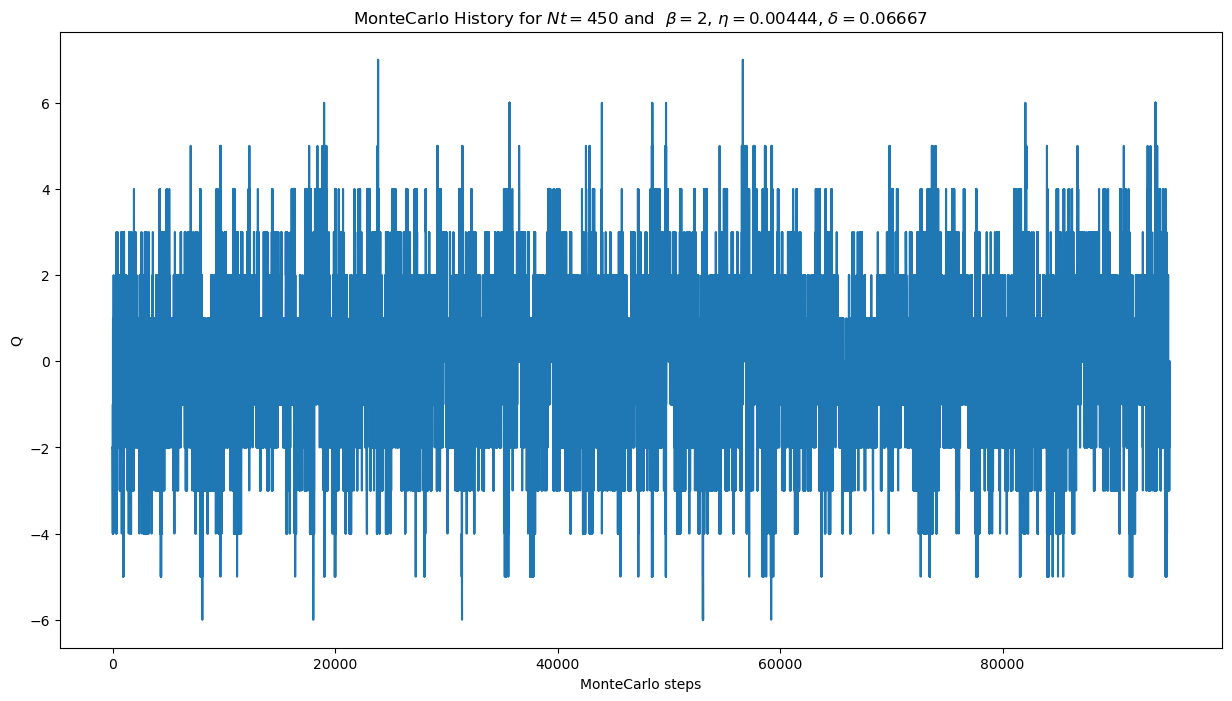 MonteCarlo History for Nt = 450 and β = 2, η = 0.00444, δ = 0.06667
6
4
2
0
−2
−4
−6
Q
0 20000 40000 60000 80000
MonteCarlo steps